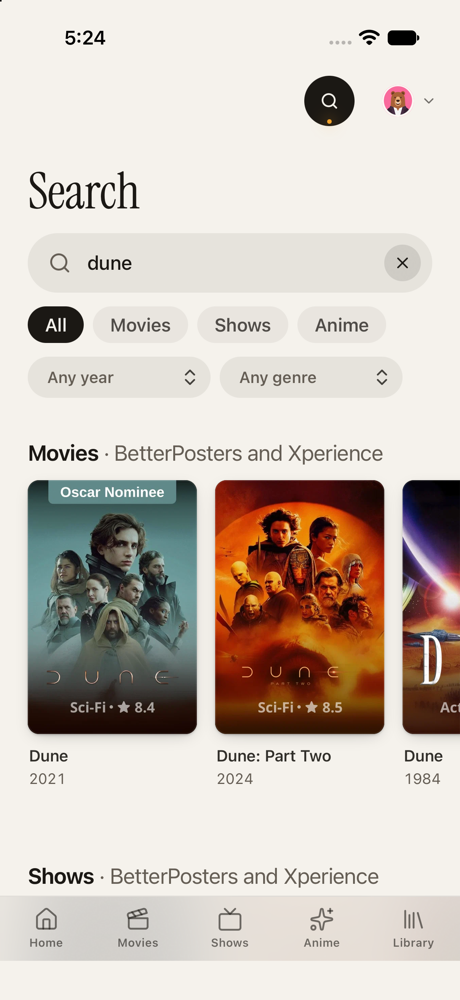 5:24
Search
dune
All Movies Shows Anime
Any year Any genre
Movies · BetterPosters and Xperience
Oscar Nominee
DUNE
Sci-Fi • ★ 8.4
DUNE
PART TWO
Sci-Fi • ★ 8.5
D
Act
Dune
2021
Dune: Part Two
2024
Dune
1984
Shows · BetterPosters and Xperience
Home Movies Shows Anime Library